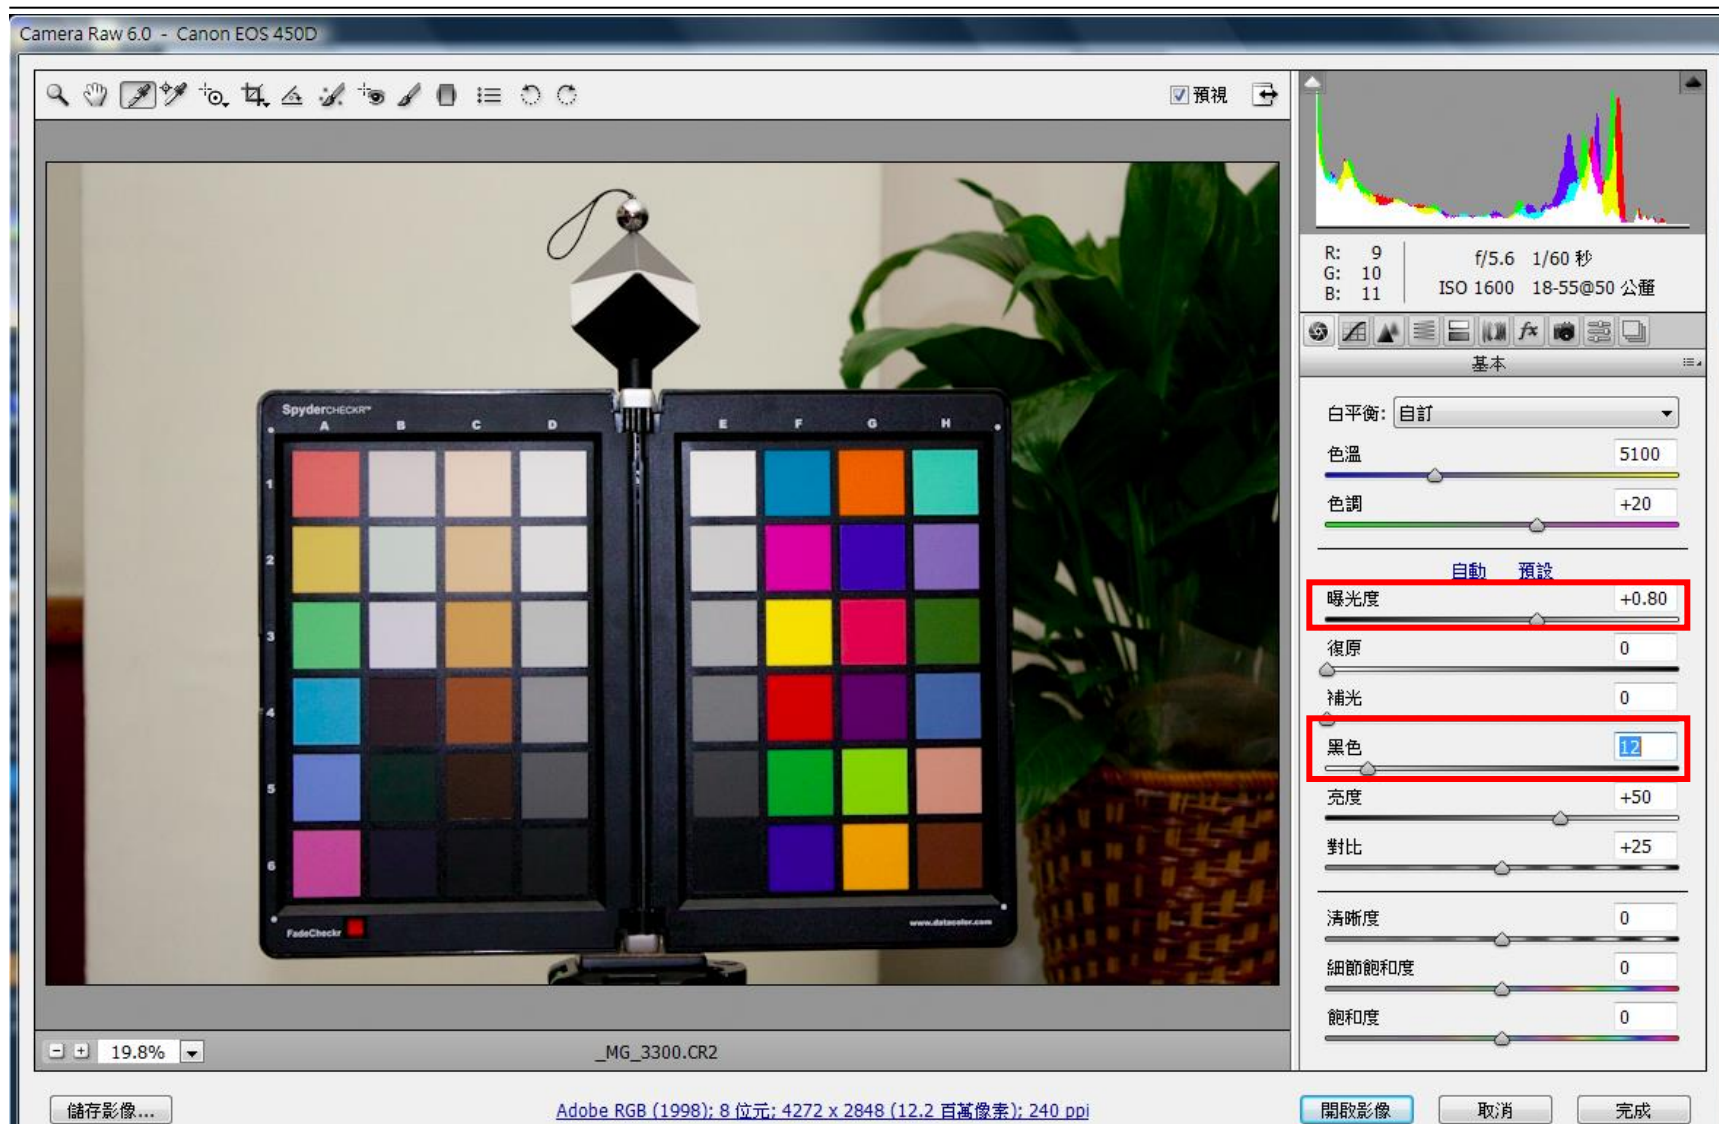 Camera Raw 6.0 - Canon EOS 450D
預視
R: 9
G: 10
B: 11
f/5.6 1/60 秒
ISO 1600 18-55@50 公釐
基本
白平衡: 自訂
色溫 5100
色調 +20
自動 預設
曝光度 +0.80
復原 0
補光 0
黑色 12
亮度 +50
對比 +25
清晰度 0
細節飽和度 0
飽和度 0
SpyderCHECKR™
A B C D E F G H
1
2
3
4
5
6
FadeCheckr
www.datacolor.com
19.8%
_MG_3300.CR2
儲存影像...
Adobe RGB (1998); 8 位元; 4272 x 2848 (12.2 百萬像素); 240 ppi
開啟影像 取消 完成